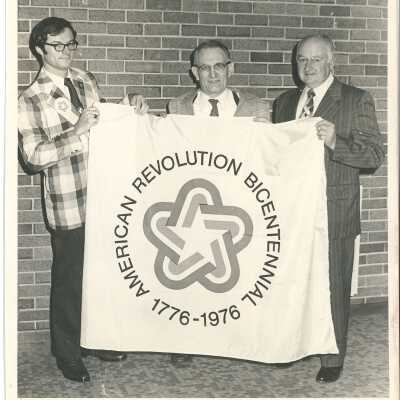 AMERICAN REVOLUTION BICENTENNIAL
1776-1976